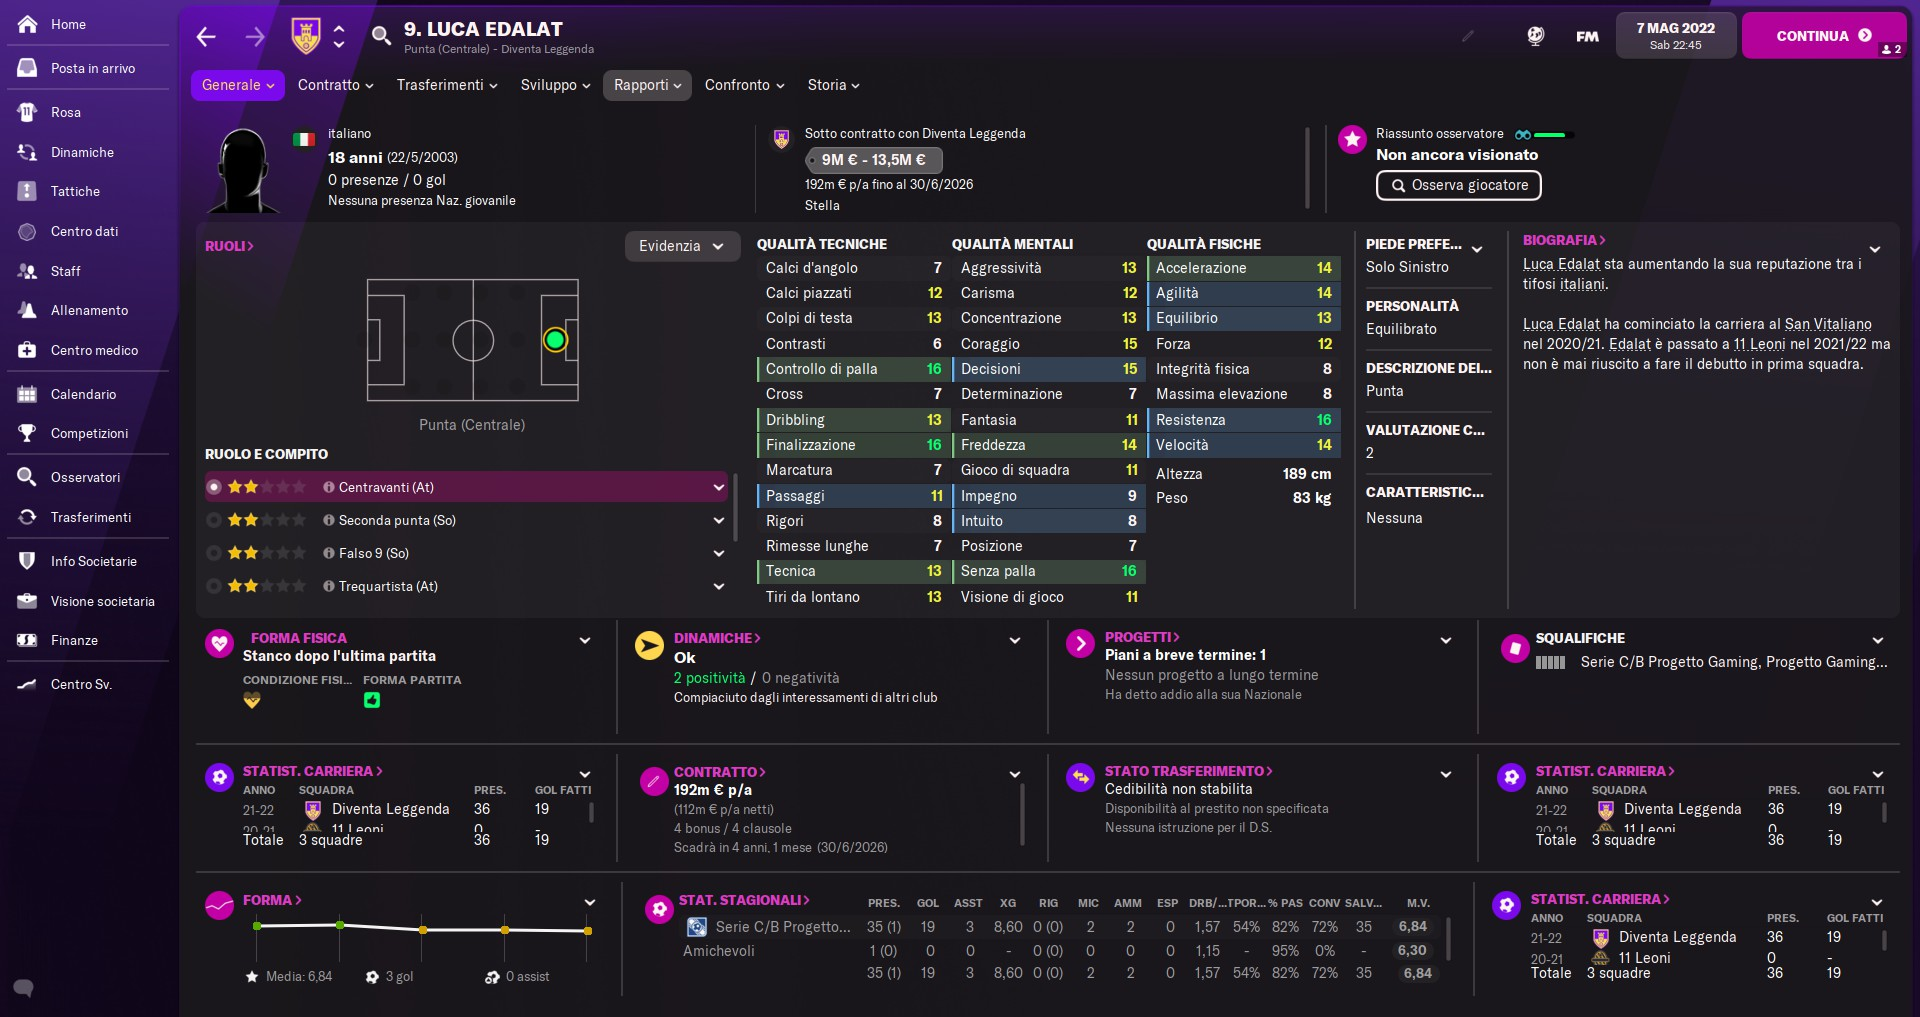 Home
Posta in arrivo
Rosa
Dinamiche
Tattiche
Centro dati
Staff
Allenamento
Centro medico
Calendario
Competizioni
Osservatori
Trasferimenti
Info Societarie
Visione societaria
Finanze
Centro Sv.
9. LUCA EDALAT
Punta (Centrale) - Diventa Leggenda
FM
7 MAG 2022
Sab 22:45
CONTINUA
2
Generale
Contratto
Trasferimenti
Sviluppo
Rapporti
Confronto
Storia
italiano
18 anni (22/5/2003)
0 presenze / 0 gol
Nessuna presenza Naz. giovanile
Sotto contratto con Diventa Leggenda
9M € - 13,5M €
192m € p/a fino al 30/6/2026
Stella
Riassunto osservatore
Non ancora visionato
Osserva giocatore
RUOLI
Evidenzia
Punta (Centrale)
RUOLO E COMPITO
Centravanti (At)
Seconda punta (So)
Falso 9 (So)
Trequartista (At)
QUALITÀ TECNICHE
Calci d'angolo 7
Calci piazzati 12
Colpi di testa 13
Contrasti 6
Controllo di palla 16
Cross 7
Dribbling 13
Finalizzazione 16
Marcatura 7
Passaggi 11
Rigori 8
Rimesse lunghe 7
Tecnica 13
Tiri da lontano 13
QUALITÀ MENTALI
Aggressività 13
Carisma 12
Concentrazione 13
Coraggio 15
Decisioni 15
Determinazione 7
Fantasia 11
Freddezza 14
Gioco di squadra 11
Impegno 9
Intuito 8
Posizione 7
Senza palla 16
Visione di gioco 11
QUALITÀ FISICHE
Accelerazione 14
Agilità 14
Equilibrio 13
Forza 12
Integrità fisica 8
Massima elevazione 8
Resistenza 16
Velocità 14
Altezza 189 cm
Peso 83 kg
PIEDE PREFE...
Solo Sinistro
PERSONALITÀ
Equilibrato
DESCRIZIONE DEI...
Punta
VALUTAZIONE C...
2
CARATTERISTIC...
Nessuna
BIOGRAFIA
Luca Edalat sta aumentando la sua reputazione tra i
tifosi italiani.
Luca Edalat ha cominciato la carriera al San Vitaliano
nel 2020/21. Edalat è passato a 11 Leoni nel 2021/22 ma
non è mai riuscito a fare il debutto in prima squadra.
FORMA FISICA
Stanco dopo l'ultima partita
CONDIZIONE FISI... FORMA PARTITA
DINAMICHE
Ok
2 positività / 0 negatività
Compiaciuto dagli interessamenti di altri club
PROGETTI
Piani a breve termine: 1
Nessun progetto a lungo termine
Ha detto addio alla sua Nazionale
SQUALIFICHE
Serie C/B Progetto Gaming, Progetto Gaming...
STATIST. CARRIERA
ANNO SQUADRA PRES. GOL FATTI
21-22 Diventa Leggenda 36 19
20-21 11 Leoni 0 -
Totale 3 squadre 36 19
CONTRATTO
192m € p/a
(112m € p/a netti)
4 bonus / 4 clausole
Scadrà in 4 anni, 1 mese (30/6/2026)
STATO TRASFERIMENTO
Cedibilità non stabilita
Disponibilità al prestito non specificata
Nessuna istruzione per il D.S.
STATIST. CARRIERA
ANNO SQUADRA PRES. GOL FATTI
21-22 Diventa Leggenda 36 19
20-21 11 Leoni 0 -
Totale 3 squadre 36 19
FORMA
Media: 6,84 3 gol 0 assist
STAT. STAGIONALI PRES. GOL ASST XG RIG MIC AMM ESP DRB/... TPOR... % PAS CONV SALV... M.V.
Serie C/B Progetto... 35 (1) 19 3 8,60 0 (0) 2 2 0 1,57 54% 82% 72% 35 6,84
Amichevoli 1 (0) 0 0 - 0 (0) 0 0 0 1,15 - 95% 0% - 6,30
35 (1) 19 3 8,60 0 (0) 2 2 0 1,57 54% 82% 72% 35 6,84
STATIST. CARRIERA
ANNO SQUADRA PRES. GOL FATTI
21-22 Diventa Leggenda 36 19
20-21 11 Leoni 0 -
Totale 3 squadre 36 19